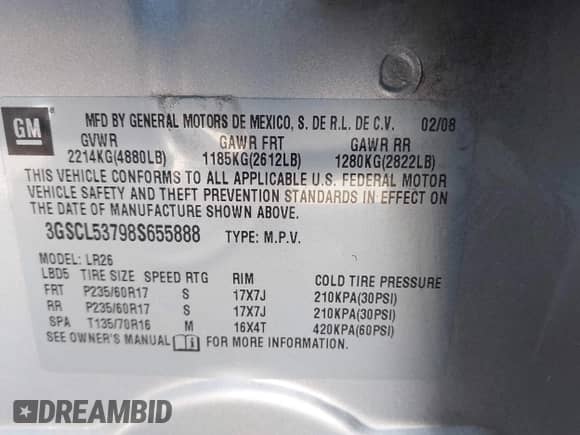 GM
MFD BY GENERAL MOTORS DE MEXICO, S. DE R.L. DE C.V. 02/08
GVWR GAWR FRT GAWR RR
2214KG(4880LB) 1185KG(2612LB) 1280KG(2822LB)
THIS VEHICLE CONFORMS TO ALL APPLICABLE U.S. FEDERAL MOTOR
VEHICLE SAFETY AND THEFT PREVENTION STANDARDS IN EFFECT ON
THE DATE OF MANUFACTURE SHOWN ABOVE.
3GSCL53798S655888 TYPE: M.P.V.
MODEL: LR26
LBD5 TIRE SIZE SPEED RTG RIM COLD TIRE PRESSURE
FRT P235/60R17 S 17X7J 210KPA(30PSI)
RR P235/60R17 S 17X7J 210KPA(30PSI)
SPA T135/70R16 M 16X4T 420KPA(60PSI)
SEE OWNER'S MANUAL FOR MORE INFORMATION.
DREAMBID